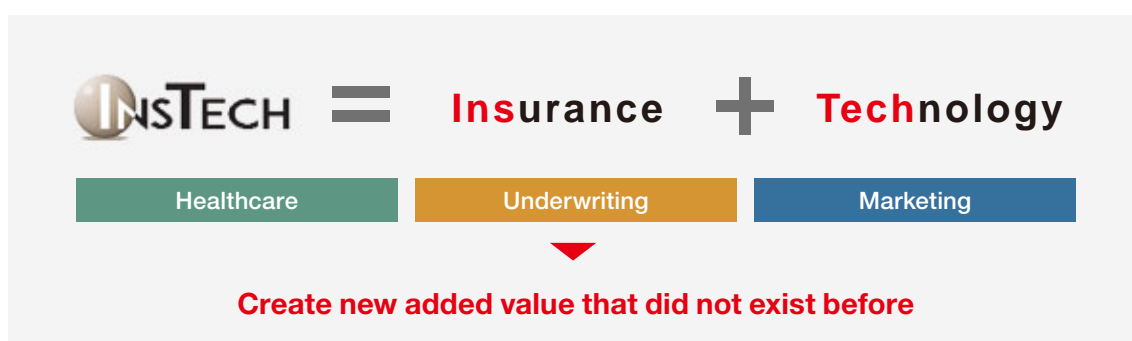 INSTECH = Insurance + Technology
Healthcare Underwriting Marketing
Create new added value that did not exist before